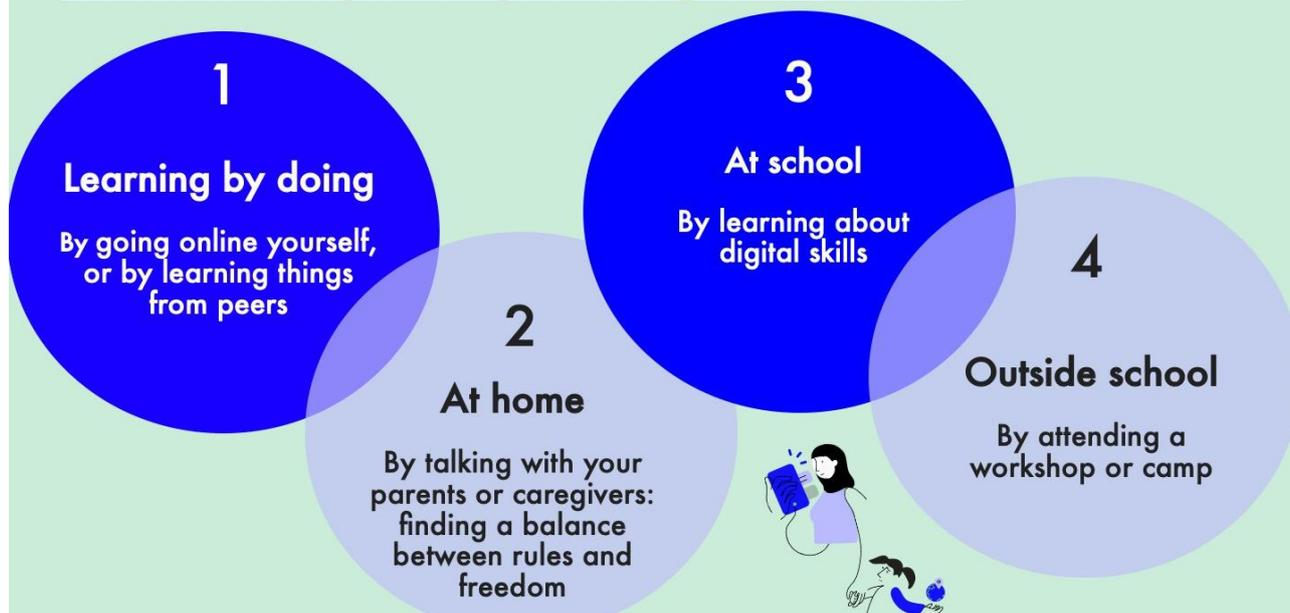 1
Learning by doing
By going online yourself,
or by learning things
from peers
2
At home
By talking with your
parents or caregivers:
finding a balance
between rules and
freedom
3
At school
By learning about
digital skills
4
Outside school
By attending a
workshop or camp